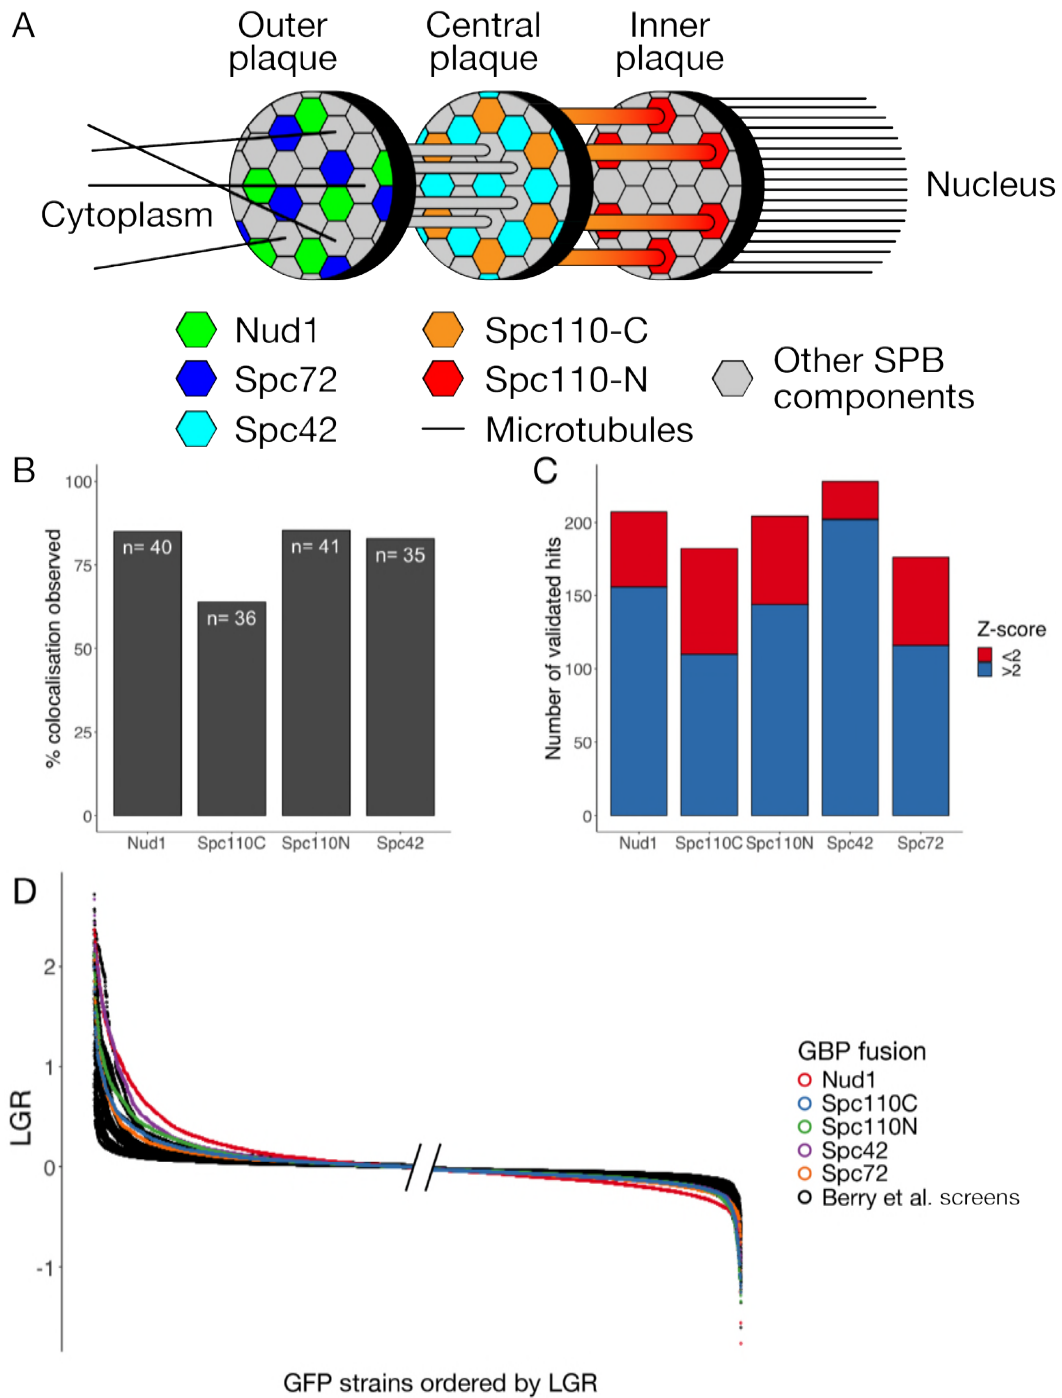 A
Outer
plaque
Central
plaque
Inner
plaque
Cytoplasm
Nucleus
Nud1
Spc72
Spc42
Spc110-C
Spc110-N
Microtubules
Other SPB
components
B
% colocalisation observed
100
75
50
25
0
n= 40
n= 36
n= 41
n= 35
Nud1
Spc110C
Spc110N
Spc42
C
Number of validated hits
200
150
100
50
0
Nud1
Spc110C
Spc110N
Spc42
Spc72
Z-score
<2
>2
D
LGR
2
1
0
-1
GFP strains ordered by LGR
GBP fusion
Nud1
Spc110C
Spc110N
Spc42
Spc72
Berry et al. screens